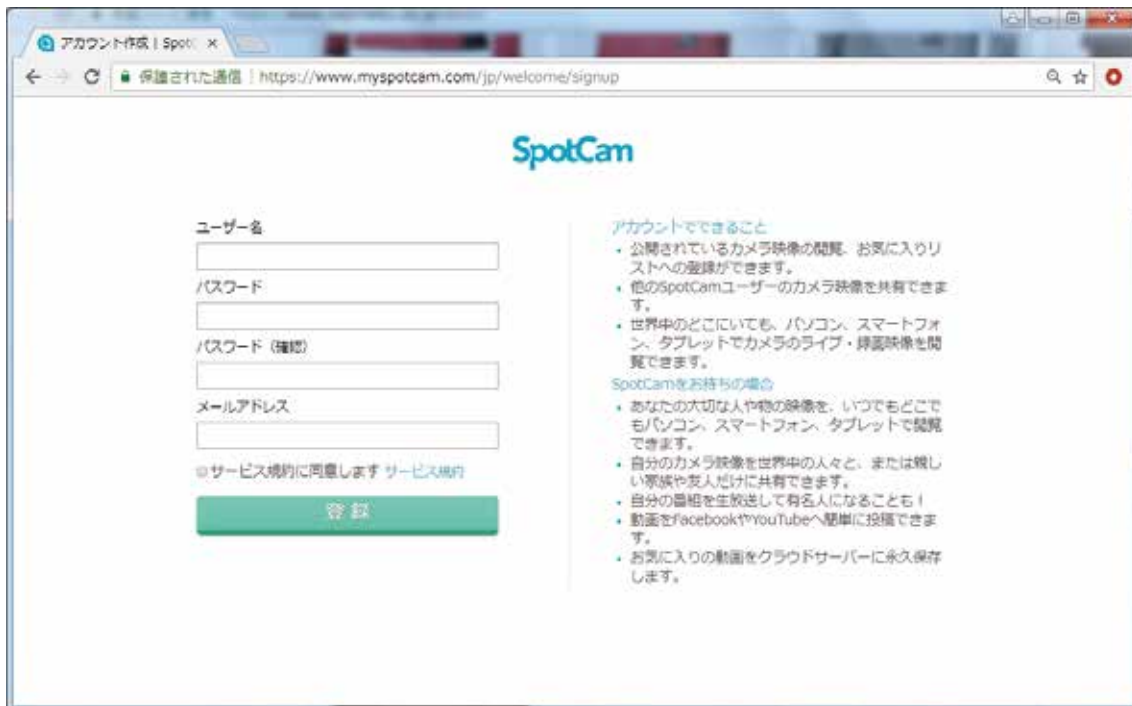 アカウント作成 | Spot
保護された通信 | https://www.myspotcam.com/jp/welcome/signup
SpotCam
ユーザー名
パスワード
パスワード（確認）
メールアドレス
サービス規約に同意します サービス規約
登録
アカウントでできること
・公開されているカメラ映像の閲覧、お気に入りリ
ストへの登録ができます。
・他のSpotCamユーザーのカメラ映像を共有できま
す。
・世界中のどこにいても、パソコン、スマートフォ
ン、タブレットでカメラのライブ・録画映像を閲
覧できます。
SpotCamをお持ちの場合
・あなたの大切な人や物の映像を、いつでもどこで
もパソコン、スマートフォン、タブレットで閲覧
できます。
・自分のカメラ映像を世界中の人々と、または親し
い家族や友人だけに共有できます。
・自分の番組を生放送して有名人になることも！
・動画をFacebookやYouTubeへ簡単に投稿できま
す。
・お気に入りの動画をクラウドサーバーに永久保存
します。